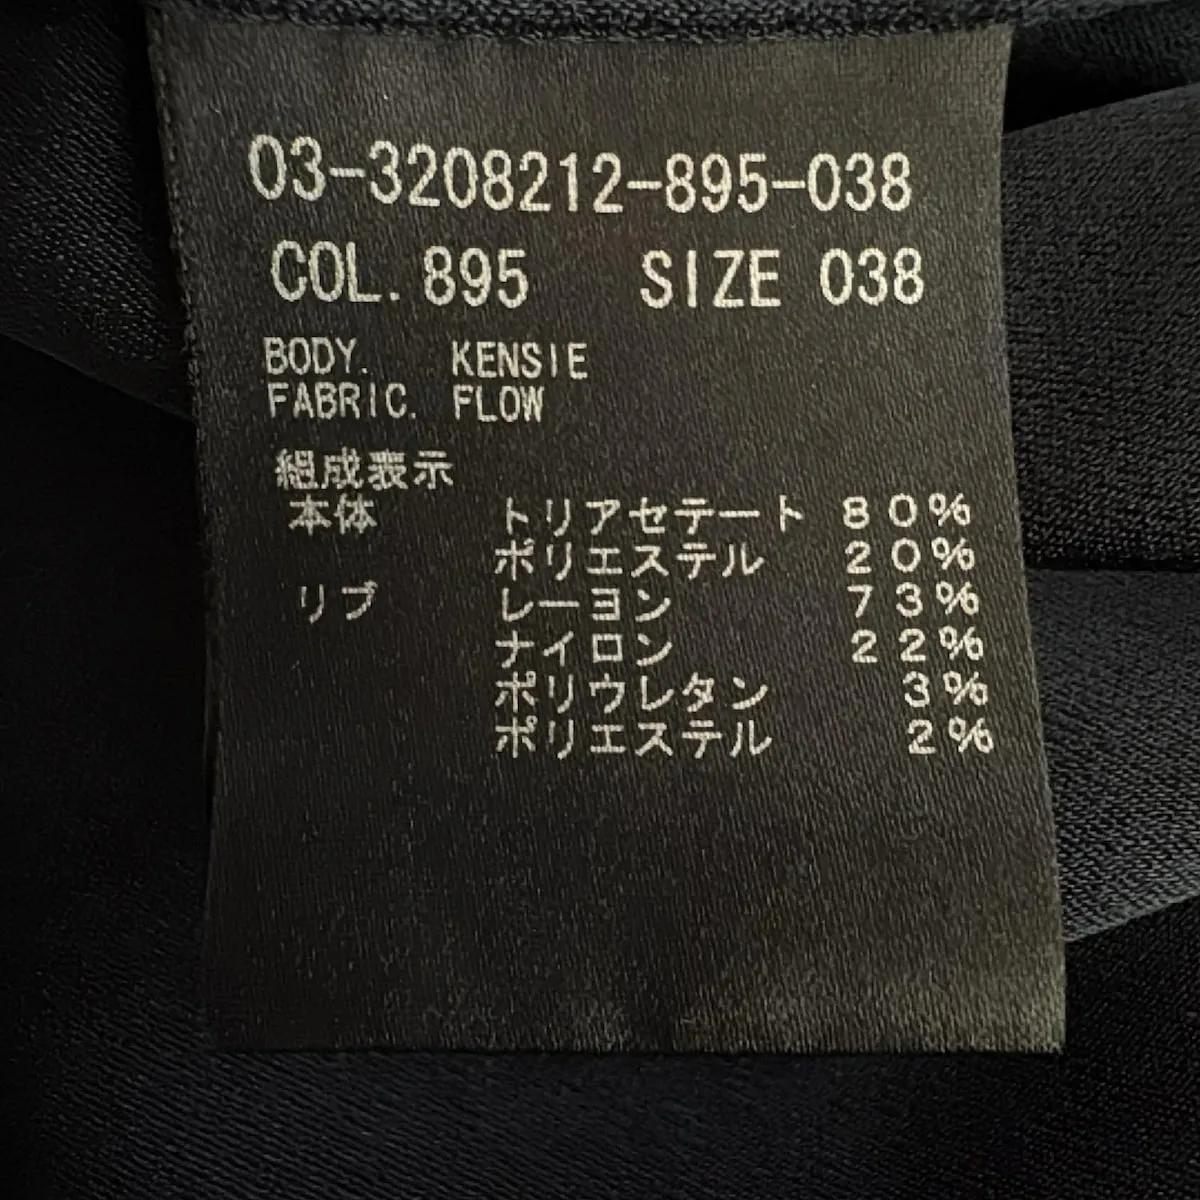 03-3208212-895-038
COL. 895 SIZE 038
BODY. KENSIE
FABRIC. FLOW
組成表示
本体 トリアセテート 80%
ポリエステル 20%
リブ レーヨン 73%
ナイロン 22%
ポリウレタン 3%
ポリエステル 2%